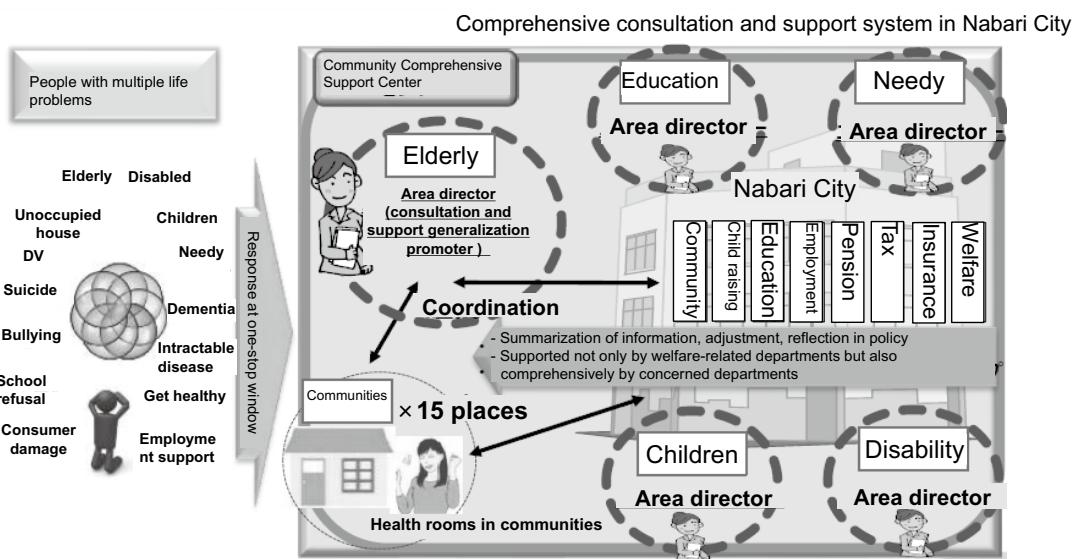 Comprehensive consultation and support system in Nabari City
People with multiple life
problems
Elderly
Disabled
Unoccupied
house
Children
DV
Needy
Suicide
Dementia
Bullying
Intractable
disease
School
refusal
Get healthy
Consumer
damage
Employme
nt support
Response at one-stop window
Community Comprehensive
Support Center
Elderly
Area director
(consultation and
support generalization
promoter )
Education
Area director
Needy
Area director
Nabari City
Community
Child raising
Education
Employment
Pension
Tax
Insurance
Welfare
Coordination
- Summarization of information, adjustment, reflection in policy
- Supported not only by welfare-related departments but also
comprehensively by concerned departments
Communities
×15 places
Health rooms in communities
Children
Area director
Disability
Area director